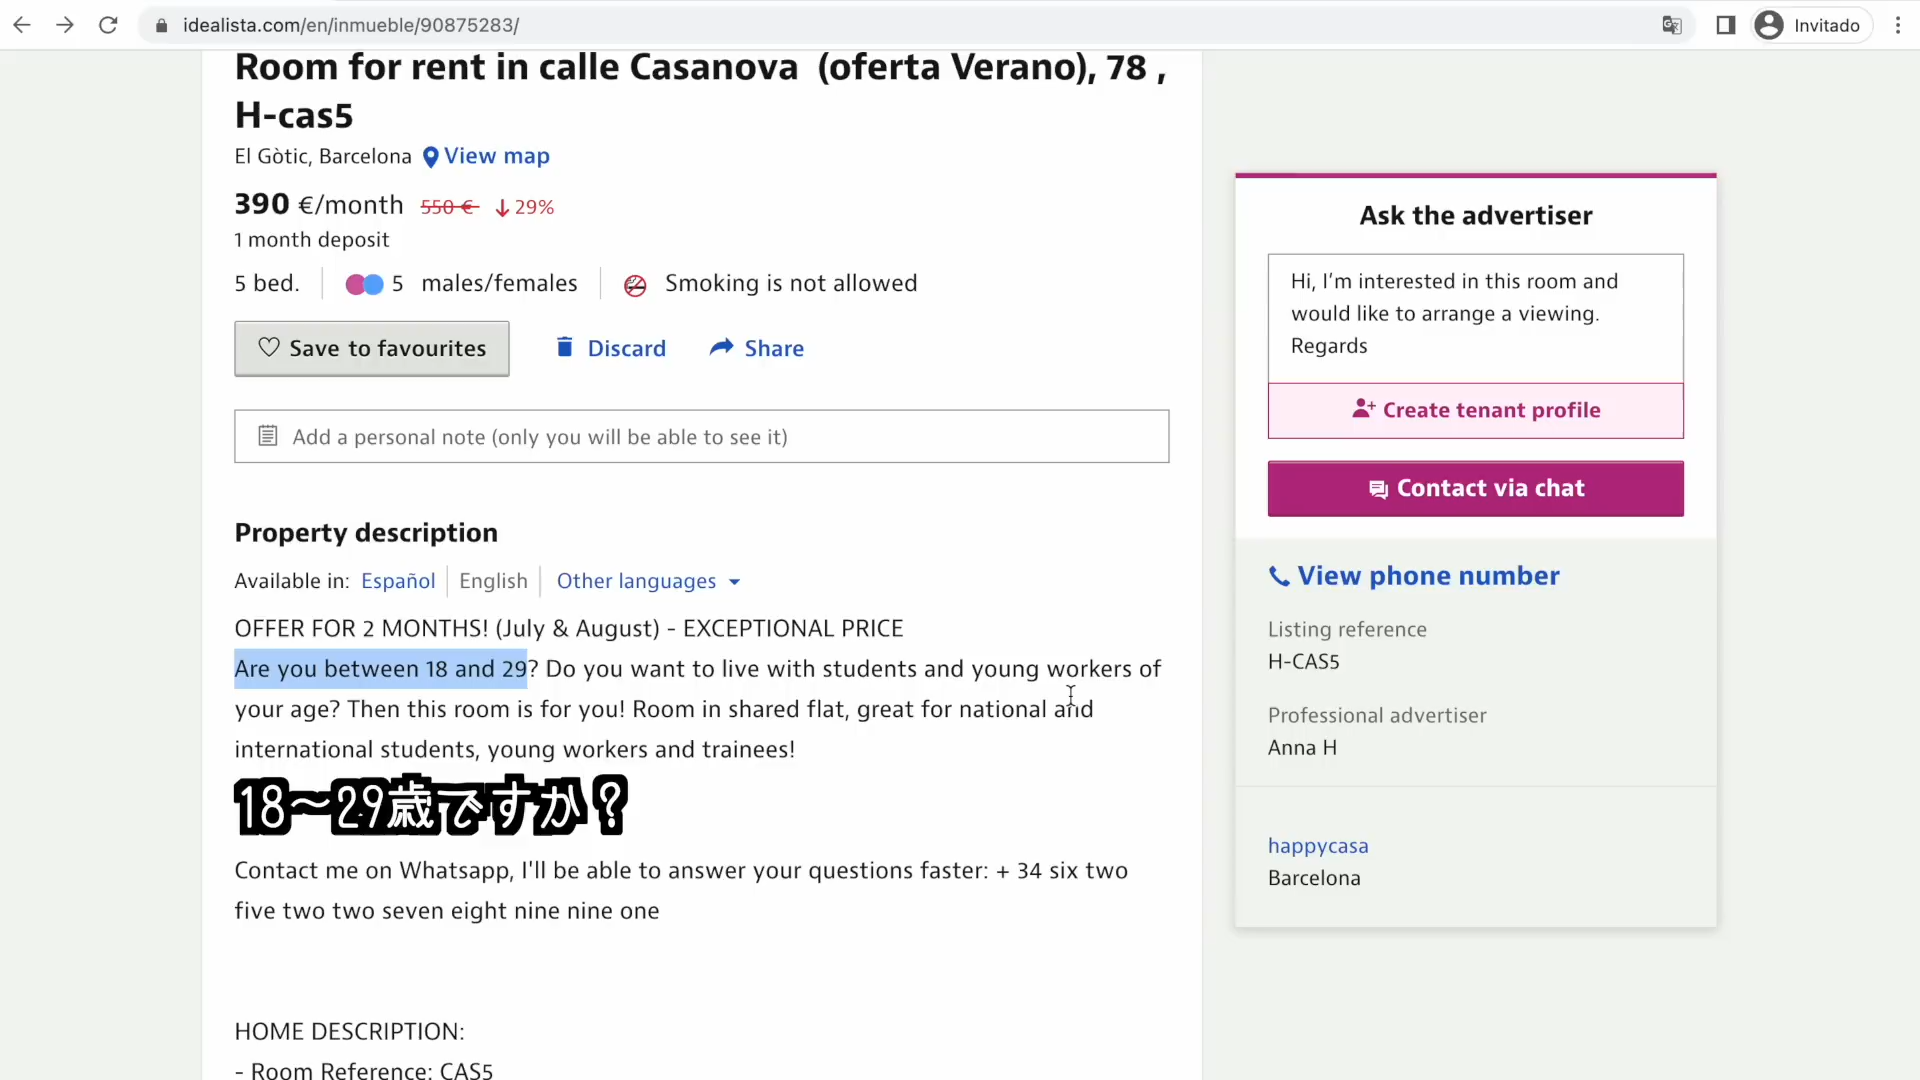 idealista.com/en/inmueble/90875283/
Invitado
Room for rent in calle Casanova (oferta Verano), 78 ,
H-cas5
El Gòtic, Barcelona View map
390 €/month 550 € 29%
1 month deposit
5 bed. 5 males/females Smoking is not allowed
Save to favourites Discard Share
Add a personal note (only you will be able to see it)
Property description
Available in: Español English Other languages
OFFER FOR 2 MONTHS! (July & August) - EXCEPTIONAL PRICE
Are you between 18 and 29? Do you want to live with students and young workers of
your age? Then this room is for you! Room in shared flat, great for national and
international students, young workers and trainees!
18〜29歳ですか？
Contact me on Whatsapp, I'll be able to answer your questions faster: + 34 six two
five two two seven eight nine nine one
HOME DESCRIPTION:
- Room Reference: CAS5
Ask the advertiser
Hi, I'm interested in this room and
would like to arrange a viewing.
Regards
Create tenant profile
Contact via chat
View phone number
Listing reference
H-CAS5
Professional advertiser
Anna H
happycasa
Barcelona